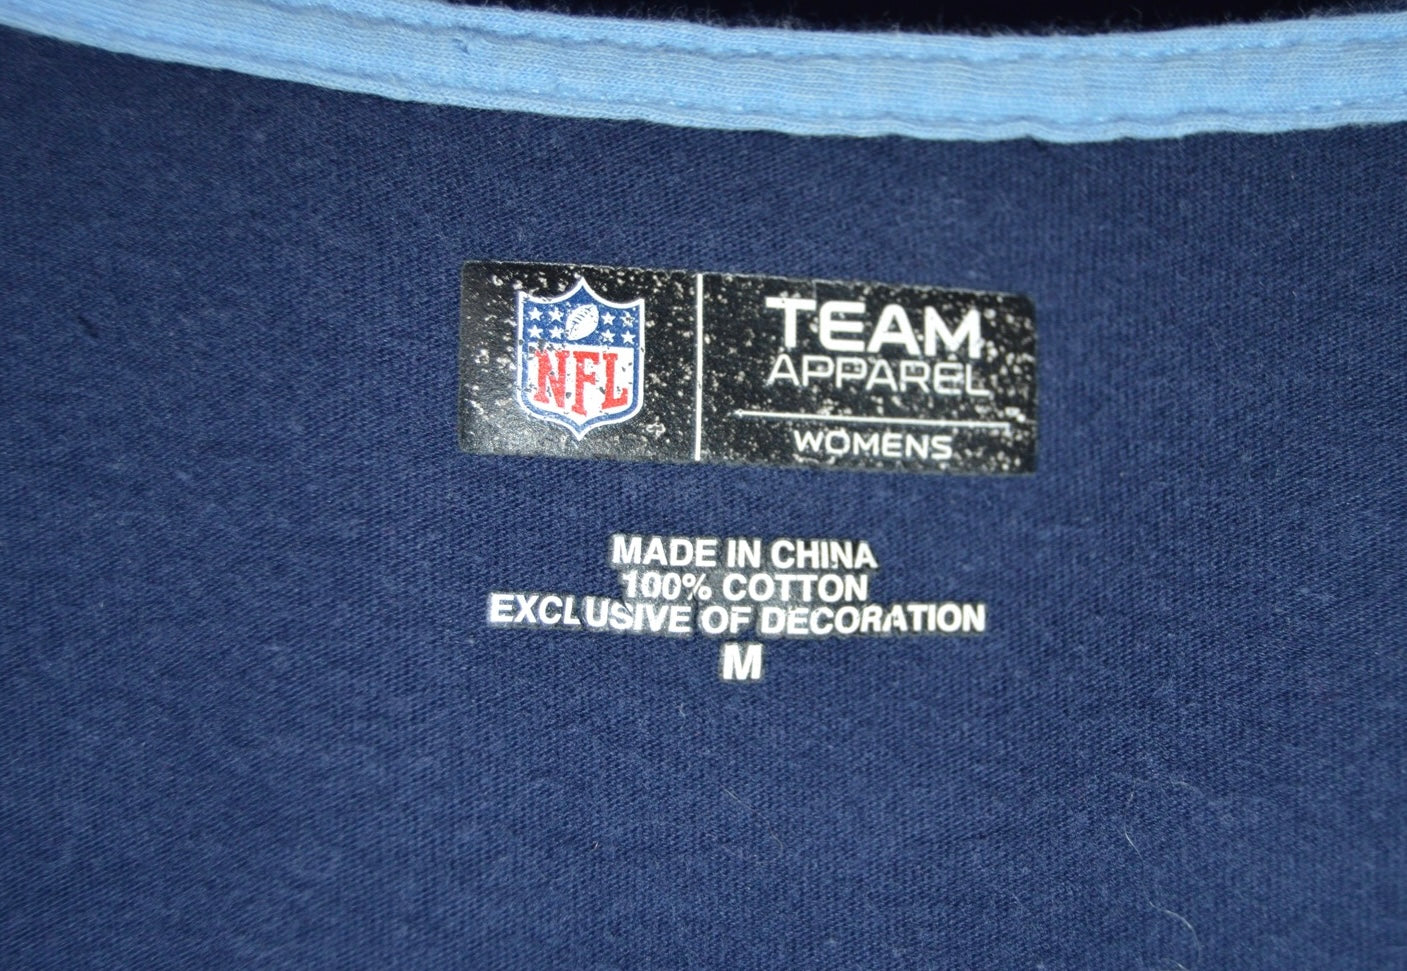 NFL
TEAM
APPAREL
WOMENS
MADE IN CHINA
100% COTTON
EXCLUSIVE OF DECORATION
M